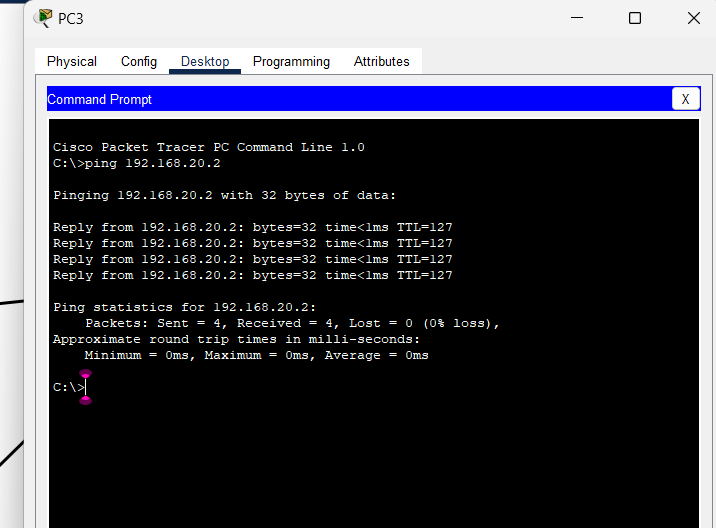 PC3
Physical Config Desktop Programming Attributes
Command Prompt
X
Cisco Packet Tracer PC Command Line 1.0
C:\>ping 192.168.20.2
Pinging 192.168.20.2 with 32 bytes of data:
Reply from 192.168.20.2: bytes=32 time<1ms TTL=127
Reply from 192.168.20.2: bytes=32 time<1ms TTL=127
Reply from 192.168.20.2: bytes=32 time<1ms TTL=127
Reply from 192.168.20.2: bytes=32 time<1ms TTL=127
Ping statistics for 192.168.20.2:
    Packets: Sent = 4, Received = 4, Lost = 0 (0% loss),
Approximate round trip times in milli-seconds:
    Minimum = 0ms, Maximum = 0ms, Average = 0ms
C:\>